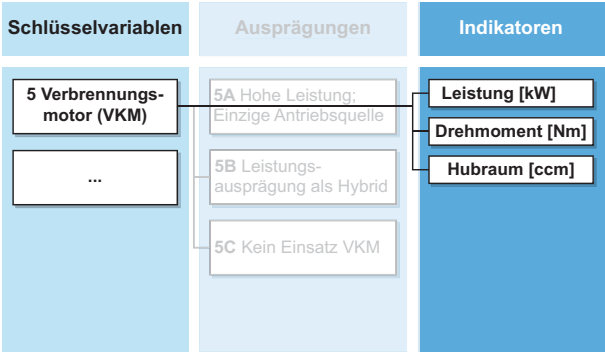 Schlüsselvariablen
Ausprägungen
Indikatoren
5 Verbrennungs-
motor (VKM)
...
5A Hohe Leistung;
Einzige Antriebsquelle
5B Leistungs-
ausprägung als Hybrid
5C Kein Einsatz VKM
Leistung [kW]
Drehmoment [Nm]
Hubraum [ccm]